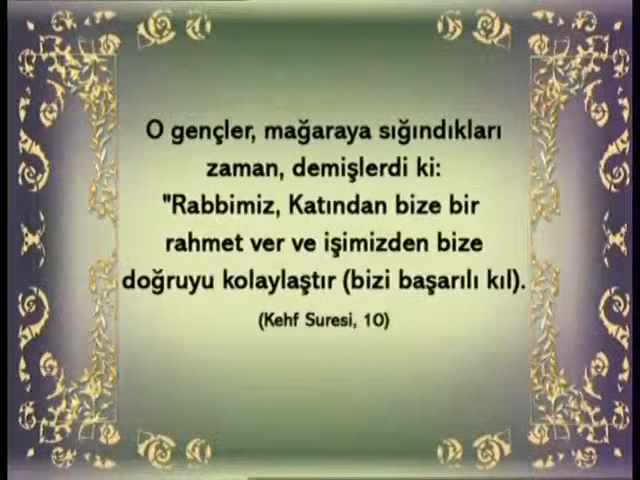 O gençler, mağaraya sığındıkları
zaman, demişlerdi ki:
"Rabbimiz, Katından bize bir
rahmet ver ve işimizden bize
doğruyu kolaylaştır (bizi başarılı kıl).
(Kehf Suresi, 10)